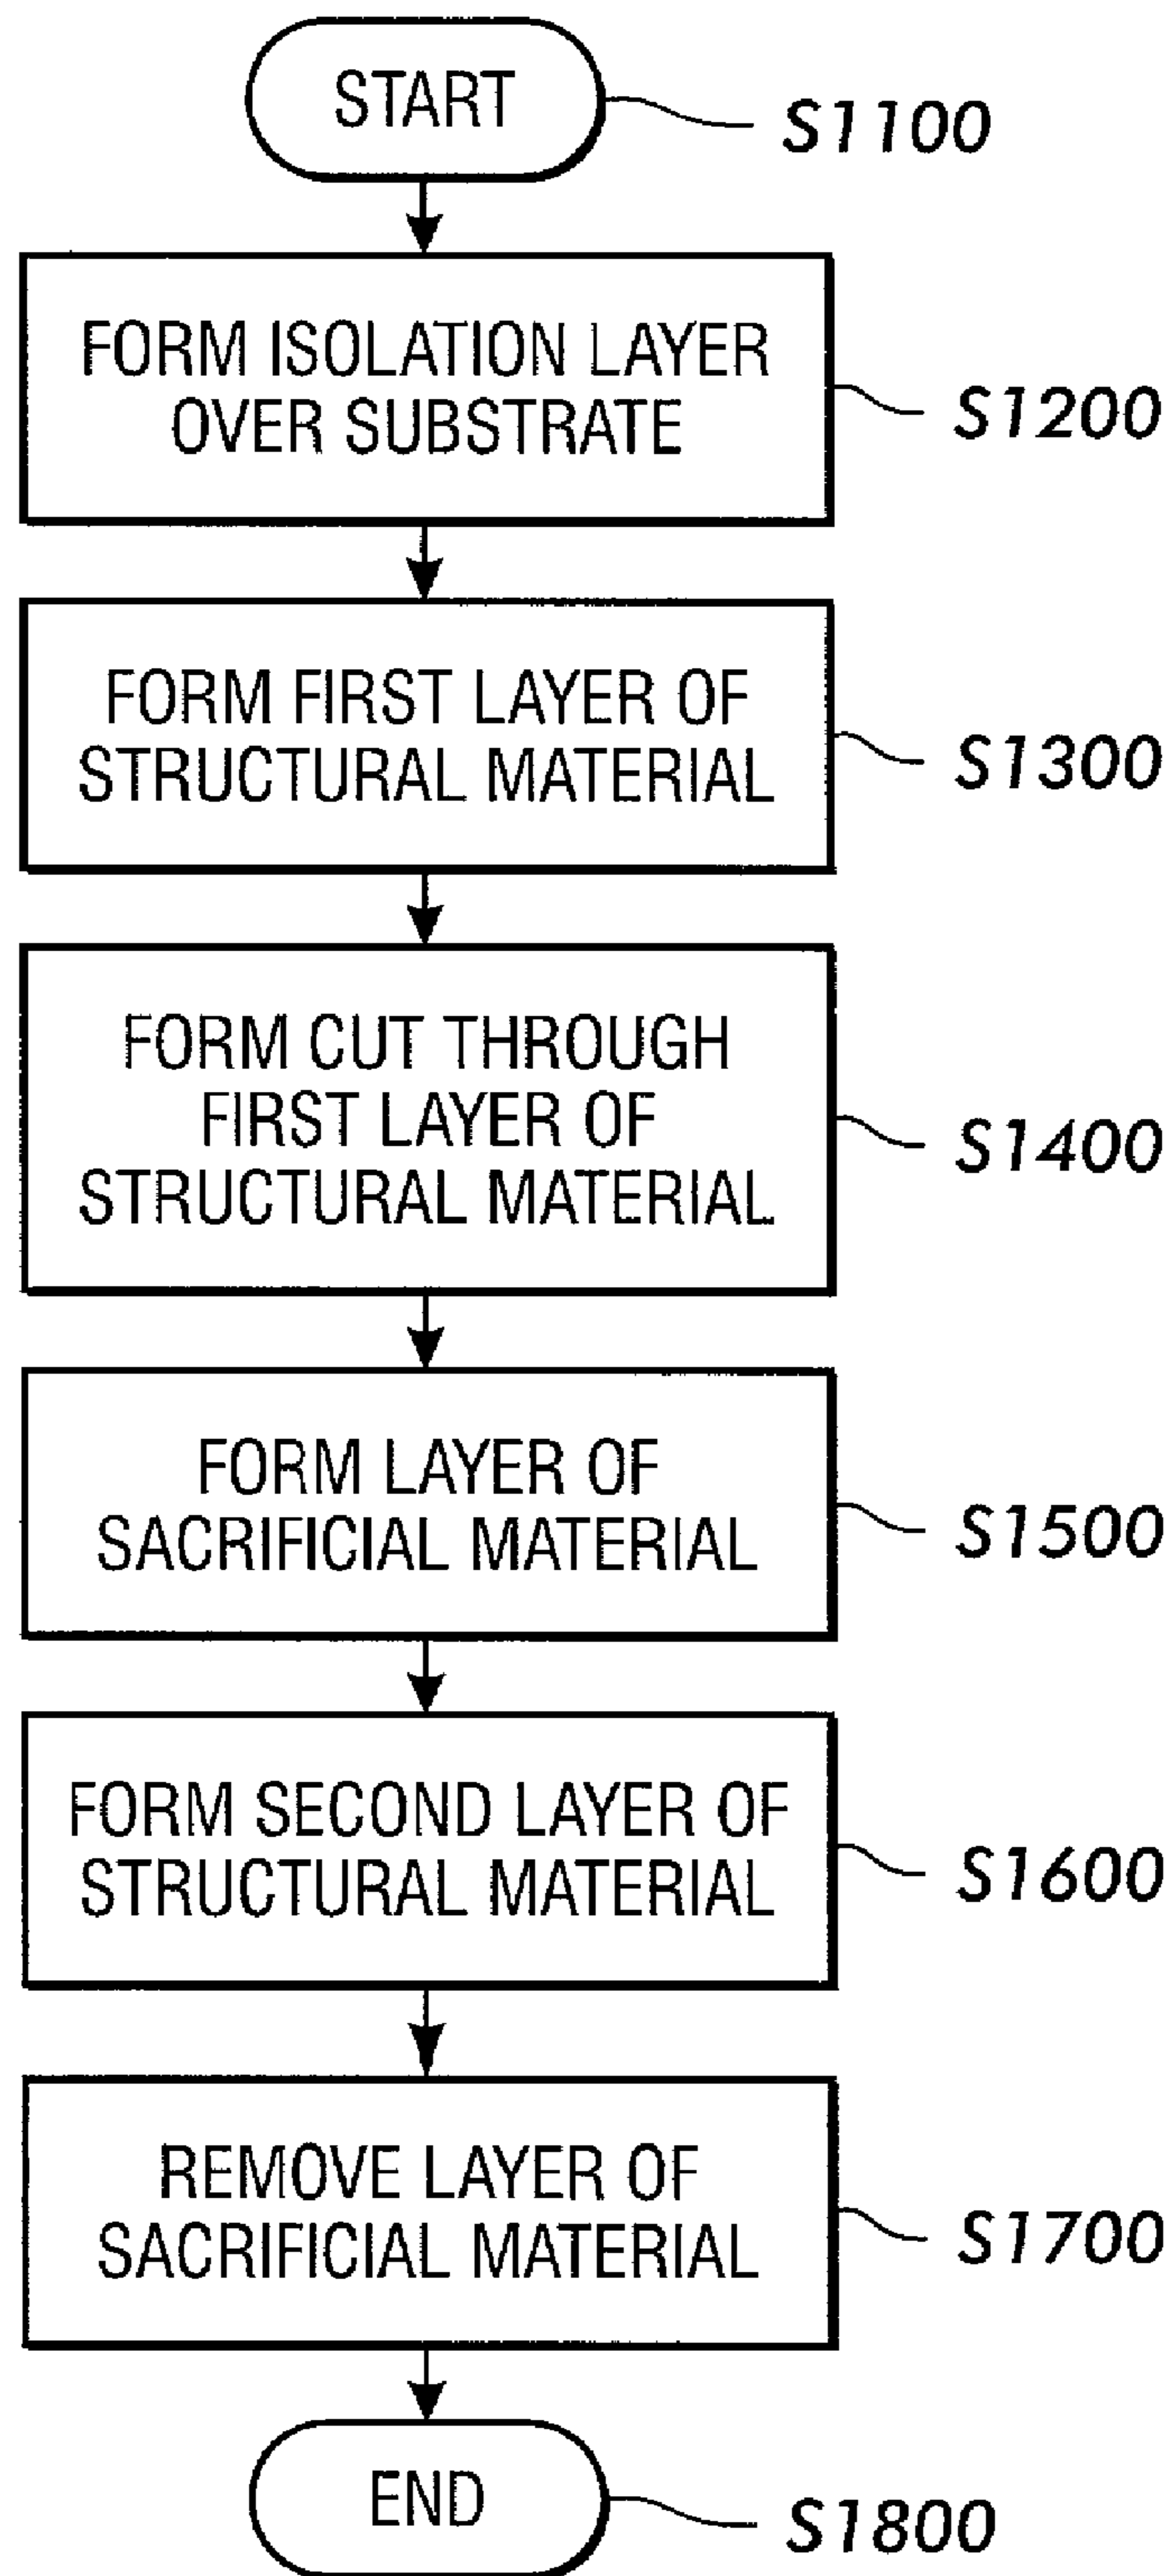 START
S1100
FORM ISOLATION LAYER
OVER SUBSTRATE
S1200
FORM FIRST LAYER OF
STRUCTURAL MATERIAL
S1300
FORM CUT THROUGH
FIRST LAYER OF
STRUCTURAL MATERIAL
S1400
FORM LAYER OF
SACRIFICIAL MATERIAL
S1500
FORM SECOND LAYER OF
STRUCTURAL MATERIAL
S1600
REMOVE LAYER OF
SACRIFICIAL MATERIAL
S1700
END
S1800